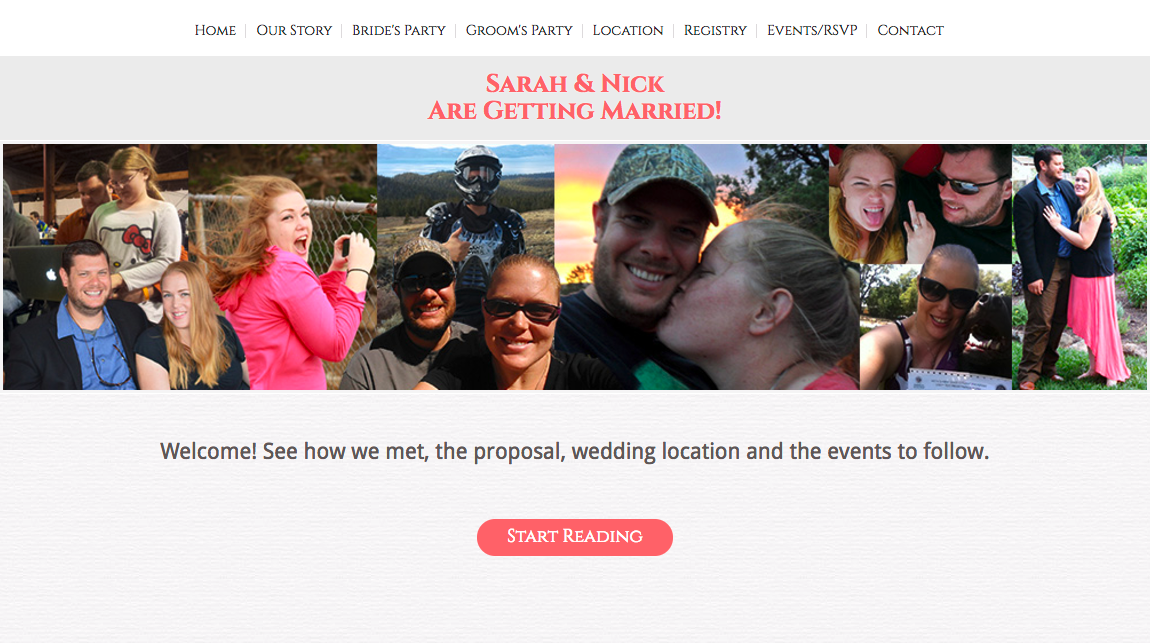 Home Our Story Bride's Party Groom's Party Location Registry Events/RSVP Contact
Sarah & Nick
Are Getting Married!
Welcome! See how we met, the proposal, wedding location and the events to follow.
Start Reading